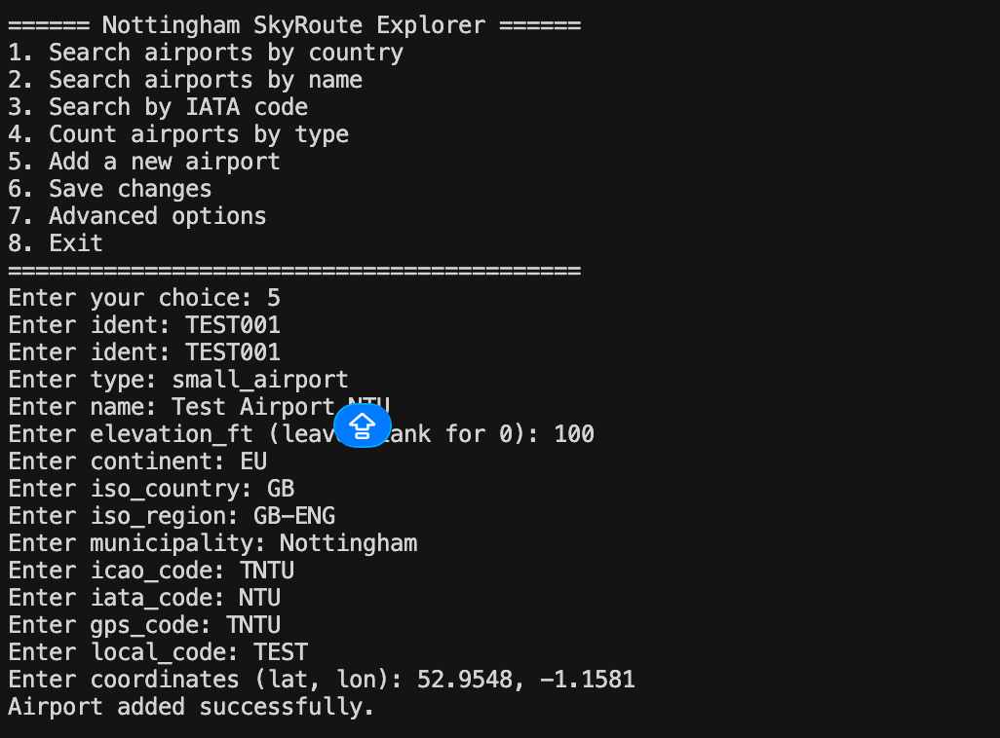 ====== Nottingham SkyRoute Explorer ======
1. Search airports by country
2. Search airports by name
3. Search by IATA code
4. Count airports by type
5. Add a new airport
6. Save changes
7. Advanced options
8. Exit
==========================================
Enter your choice: 5
Enter ident: TEST001
Enter ident: TEST001
Enter type: small_airport
Enter name: Test Airport NTU
Enter elevation_ft (leav ank for 0): 100
Enter continent: EU
Enter iso_country: GB
Enter iso_region: GB-ENG
Enter municipality: Nottingham
Enter icao_code: TNTU
Enter iata_code: NTU
Enter gps_code: TNTU
Enter local_code: TEST
Enter coordinates (lat, lon): 52.9548, -1.1581
Airport added successfully.